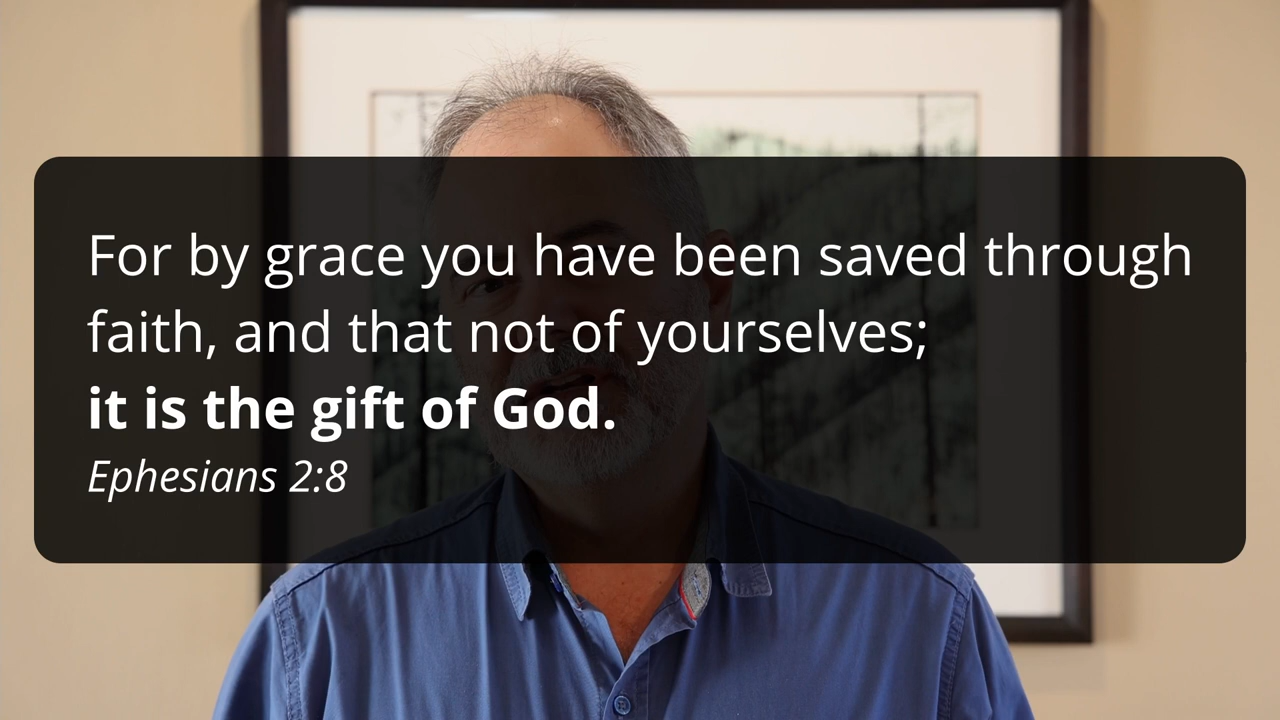 For by grace you have been saved through
faith, and that not of yourselves;
it is the gift of God.
Ephesians 2:8